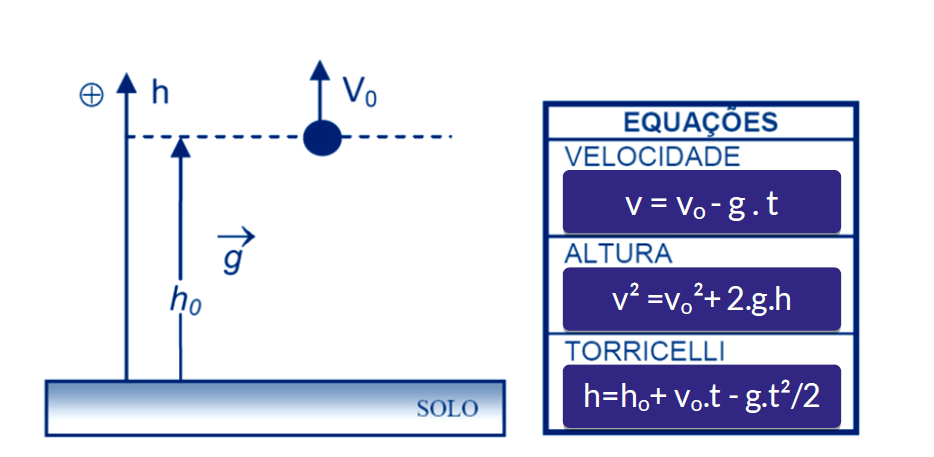 ⊕ h
V₀
g
h₀
SOLO
EQUAÇÕES
VELOCIDADE
v = vₒ - g . t
ALTURA
v² =vₒ²+ 2.g.h
TORRICELLI
h=hₒ+ vₒ.t - g.t²/2